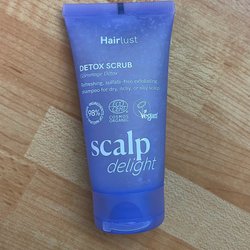 Hairlust
DETOX SCRUB
Gommage Détox
Refreshing, sulfate-free exfoliating
shampoo for dry, itchy, or oily scalp
98%
COSMOS
ORGANIC
Vegan
scalp
delight